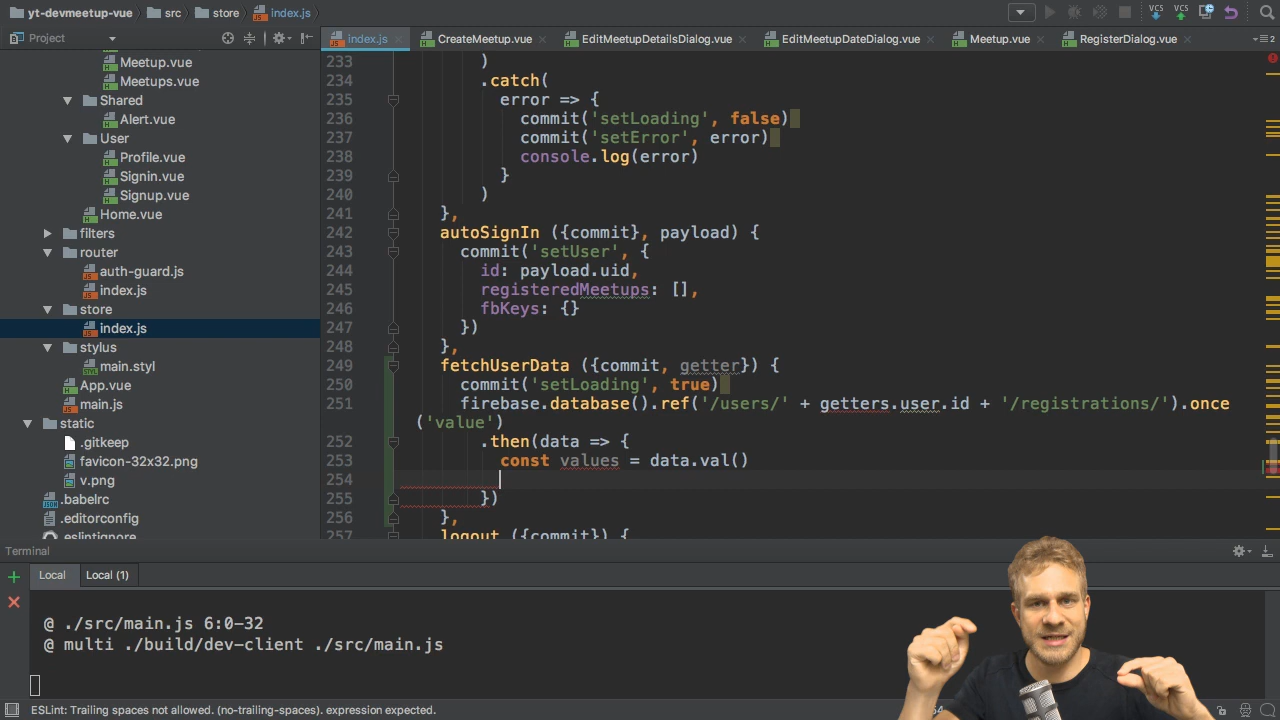 yt-devmeetup-vue src store index.js
VCS VCS
Project
index.js CreateMeetup.vue EditMeetupDetailsDialog.vue EditMeetupDateDialog.vue Meetup.vue RegisterDialog.vue 2
Meetup.vue
Meetups.vue
Shared
Alert.vue
User
Profile.vue
Signin.vue
Signup.vue
Home.vue
filters
router
auth-guard.js
index.js
store
index.js
stylus
main.styl
App.vue
main.js
static
.gitkeep
favicon-32x32.png
v.png
.babelrc
.editorconfig
.eslintignore
233 )
234 .catch(
235 error => {
236 commit('setLoading', false)
237 commit('setError', error)
238 console.log(error)
239 }
240 )
241 },
242 autoSignIn ({commit}, payload) {
243 commit('setUser', {
244 id: payload.uid,
245 registeredMeetups: [],
246 fbKeys: {}
247 })
248 },
249 fetchUserData ({commit, getter}) {
250 commit('setLoading', true)
251 firebase.database().ref('/users/' + getters.user.id + '/registrations/').once
('value')
252 .then(data => {
253 const values = data.val()
254
255 })
256 },
257 logout ({commit}) {
Terminal
Local Local (1)
@ ./src/main.js 6:0-32
@ multi ./build/dev-client ./src/main.js
ESLint: Trailing spaces not allowed. (no-trailing-spaces). expression expected.